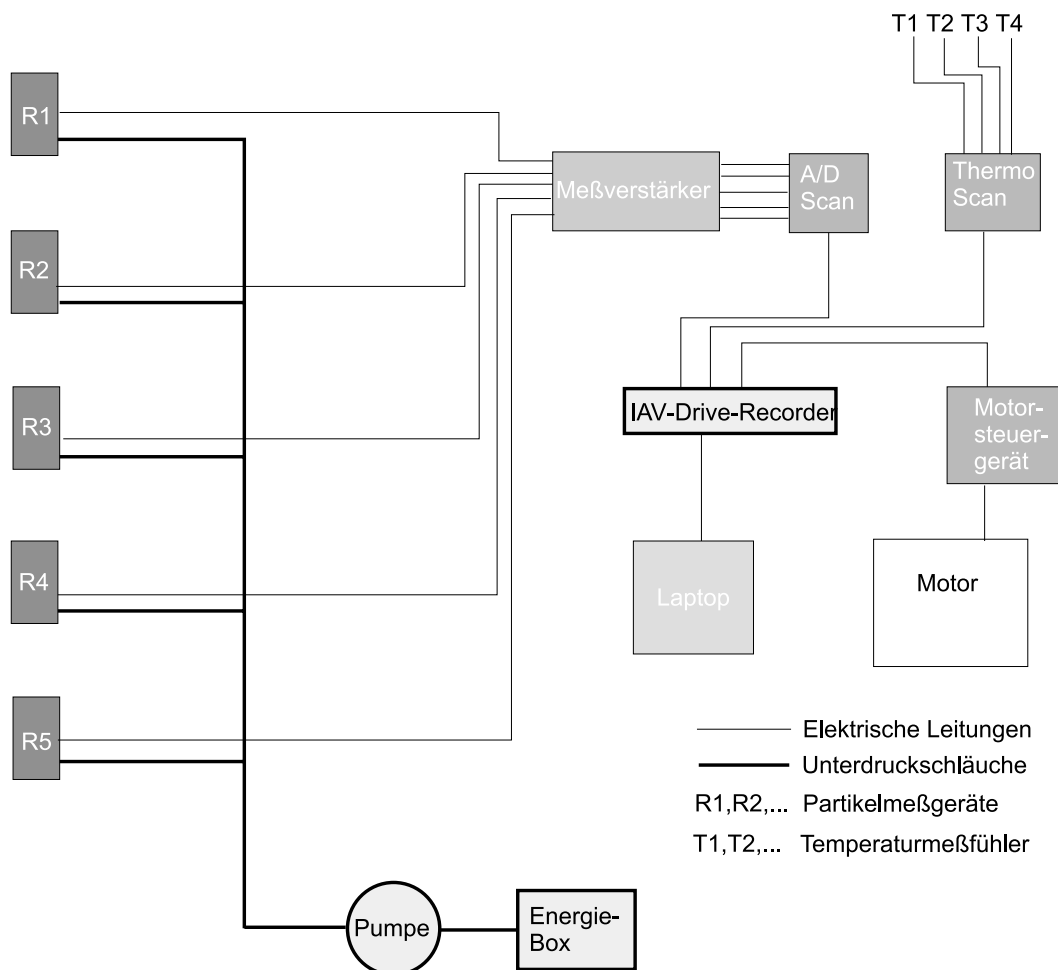 T1 T2 T3 T4
R1
Meßverstärker
A/D
Scan
Thermo
Scan
R2
IAV-Drive-Recorder
Motor-
steuer-
gerät
R3
R4
Laptop
Motor
R5
Elektrische Leitungen
Unterdruckschläuche
R1,R2,... Partikelmeßgeräte
T1,T2,... Temperaturmeßfühler
Pumpe
Energie-
Box